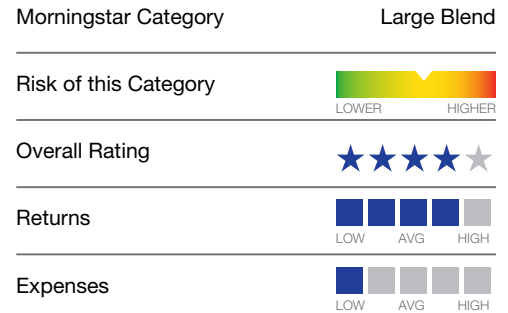 Morningstar Category Large Blend
Risk of this Category
LOWER HIGHER
Overall Rating
Returns
LOW AVG HIGH
Expenses
LOW AVG HIGH